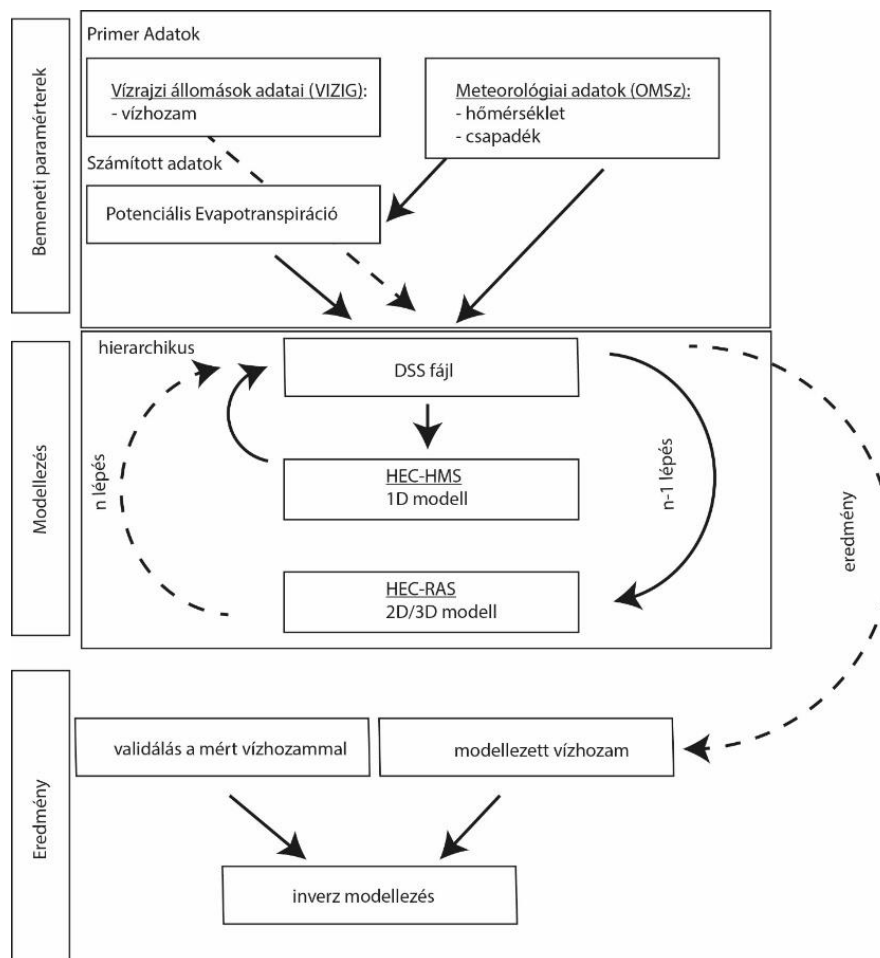 Bemeneti paramérterek
Primer Adatok
Vízrajzi állomások adatai (VIZIG):
- vízhozam
Meteorológiai adatok (OMSz):
- hőmérséklet
- csapadék
Számított adatok
Potenciális Evapotranspiráció
Modellezés
hierarchikus
DSS fájl
HEC-HMS
1D modell
HEC-RAS
2D/3D modell
n lépés
n-1 lépés
eredmény
Eredmény
validálás a mért vízhozammal
modellezett vízhozam
inverz modellezés